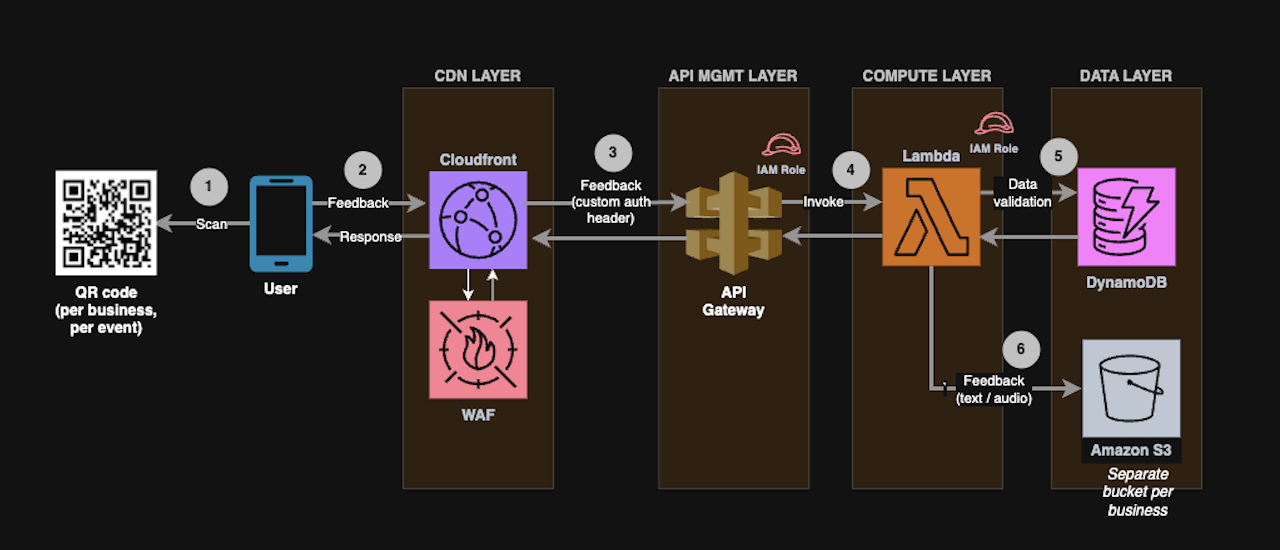 CDN LAYER
API MGMT LAYER
COMPUTE LAYER
DATA LAYER
1
Scan
QR code
(per business,
per event)
User
2
Feedback
Response
Cloudfront
WAF
3
Feedback
(custom auth
header)
IAM Role
API
Gateway
4
Invoke
Lambda
IAM Role
5
Data
validation
DynamoDB
6
Feedback
(text / audio)
Amazon S3
Separate
bucket per
business